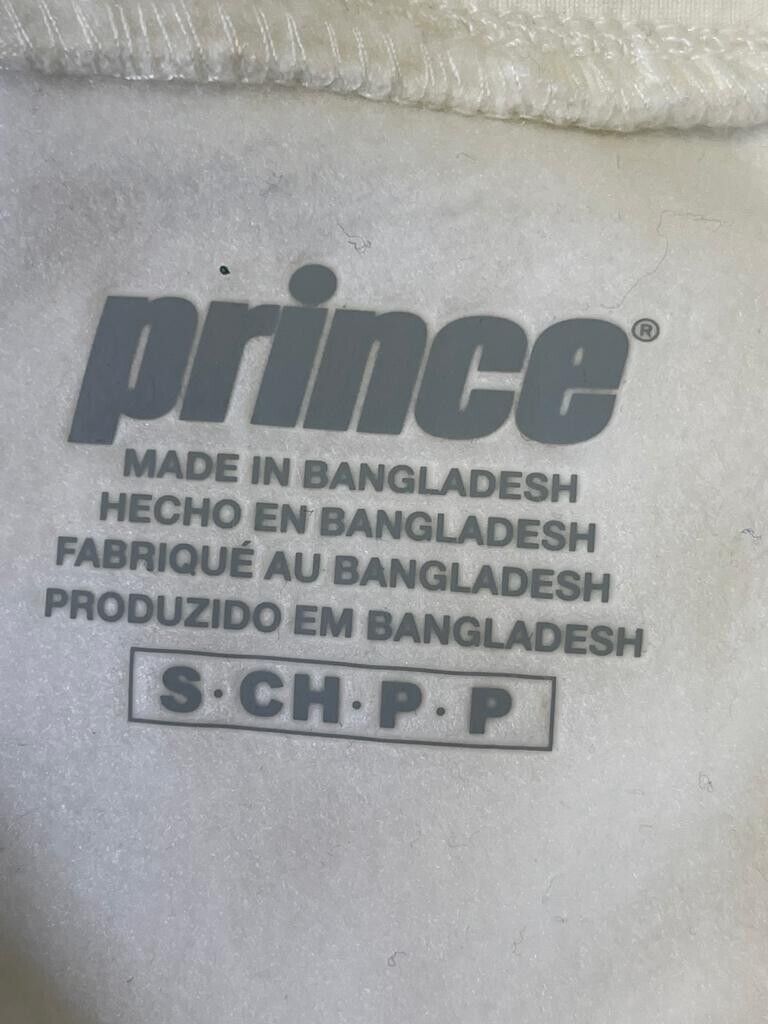 prince®
MADE IN BANGLADESH
HECHO EN BANGLADESH
FABRIQUÉ AU BANGLADESH
PRODUZIDO EM BANGLADESH
S·CH·P·P